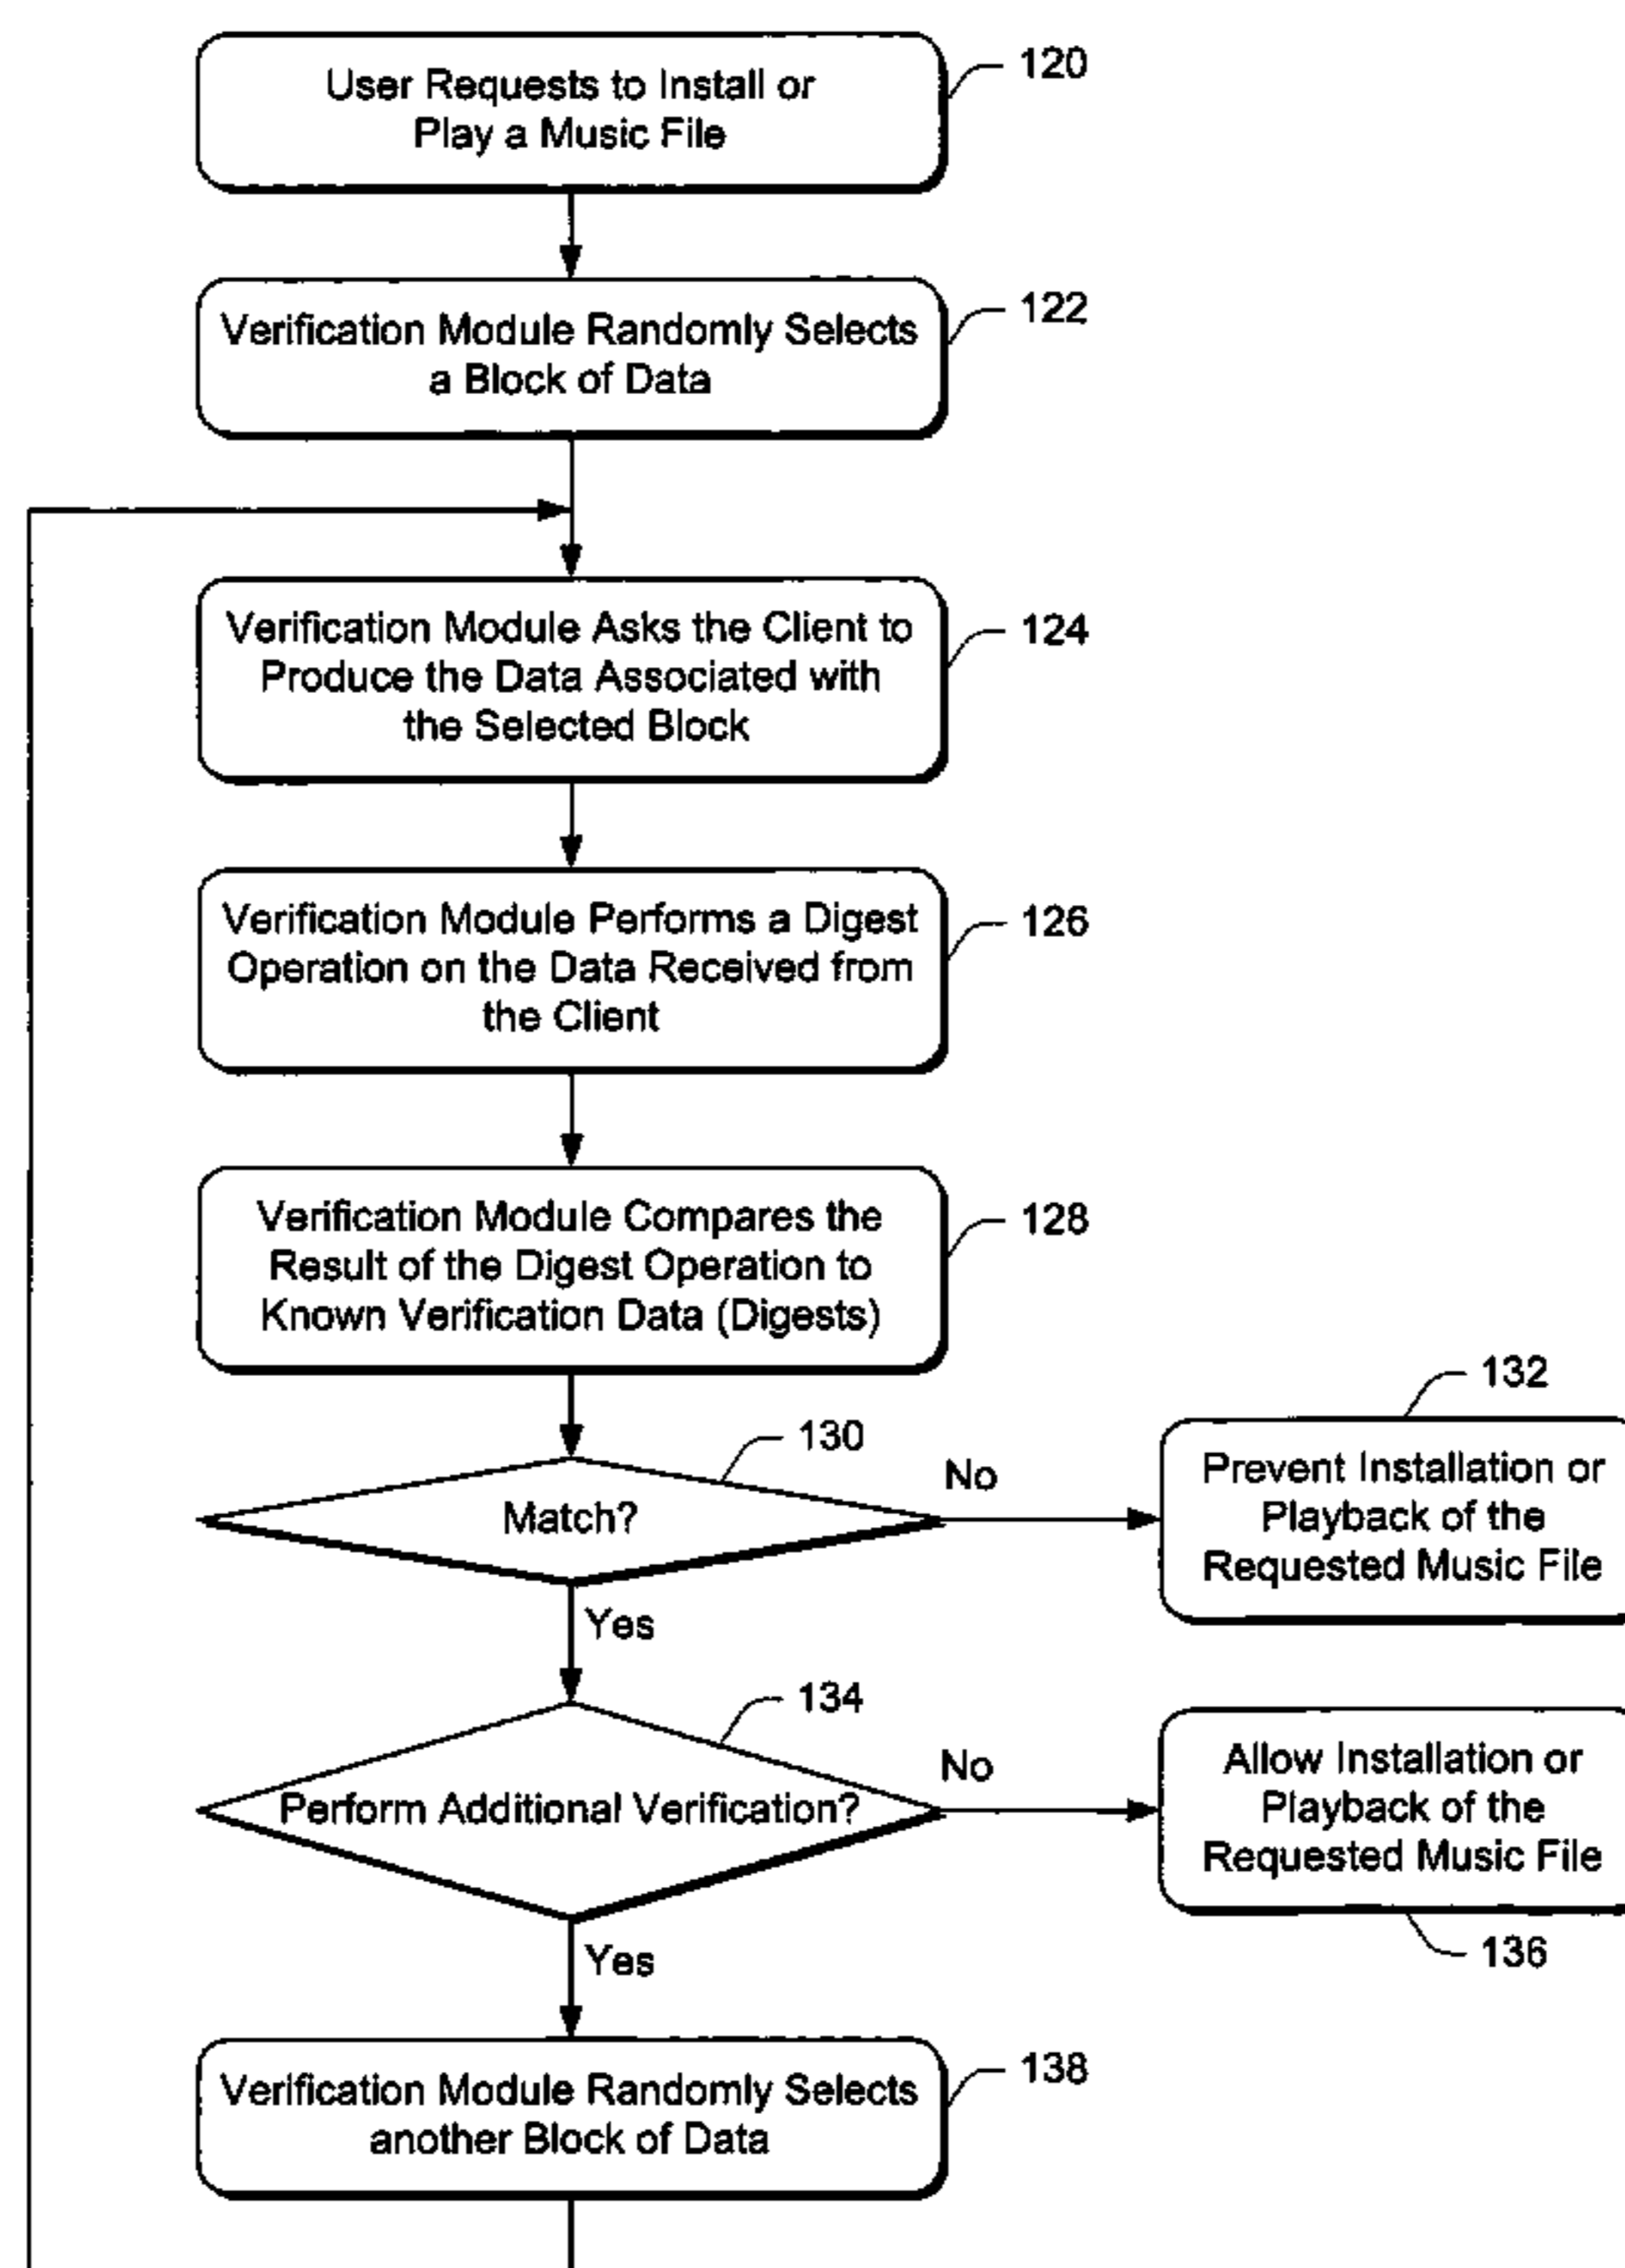 User Requests to Install or
Play a Music File
120
Verification Module Randomly Selects
a Block of Data
122
Verification Module Asks the Client to
Produce the Data Associated with
the Selected Block
124
Verification Module Performs a Digest
Operation on the Data Received from
the Client
126
Verification Module Compares the
Result of the Digest Operation to
Known Verification Data (Digests)
128
130
Match?
No
132
Prevent Installation or
Playback of the
Requested Music File
Yes
134
Perform Additional Verification?
No
Allow Installation or
Playback of the
Requested Music File
136
Yes
Verification Module Randomly Selects
another Block of Data
138